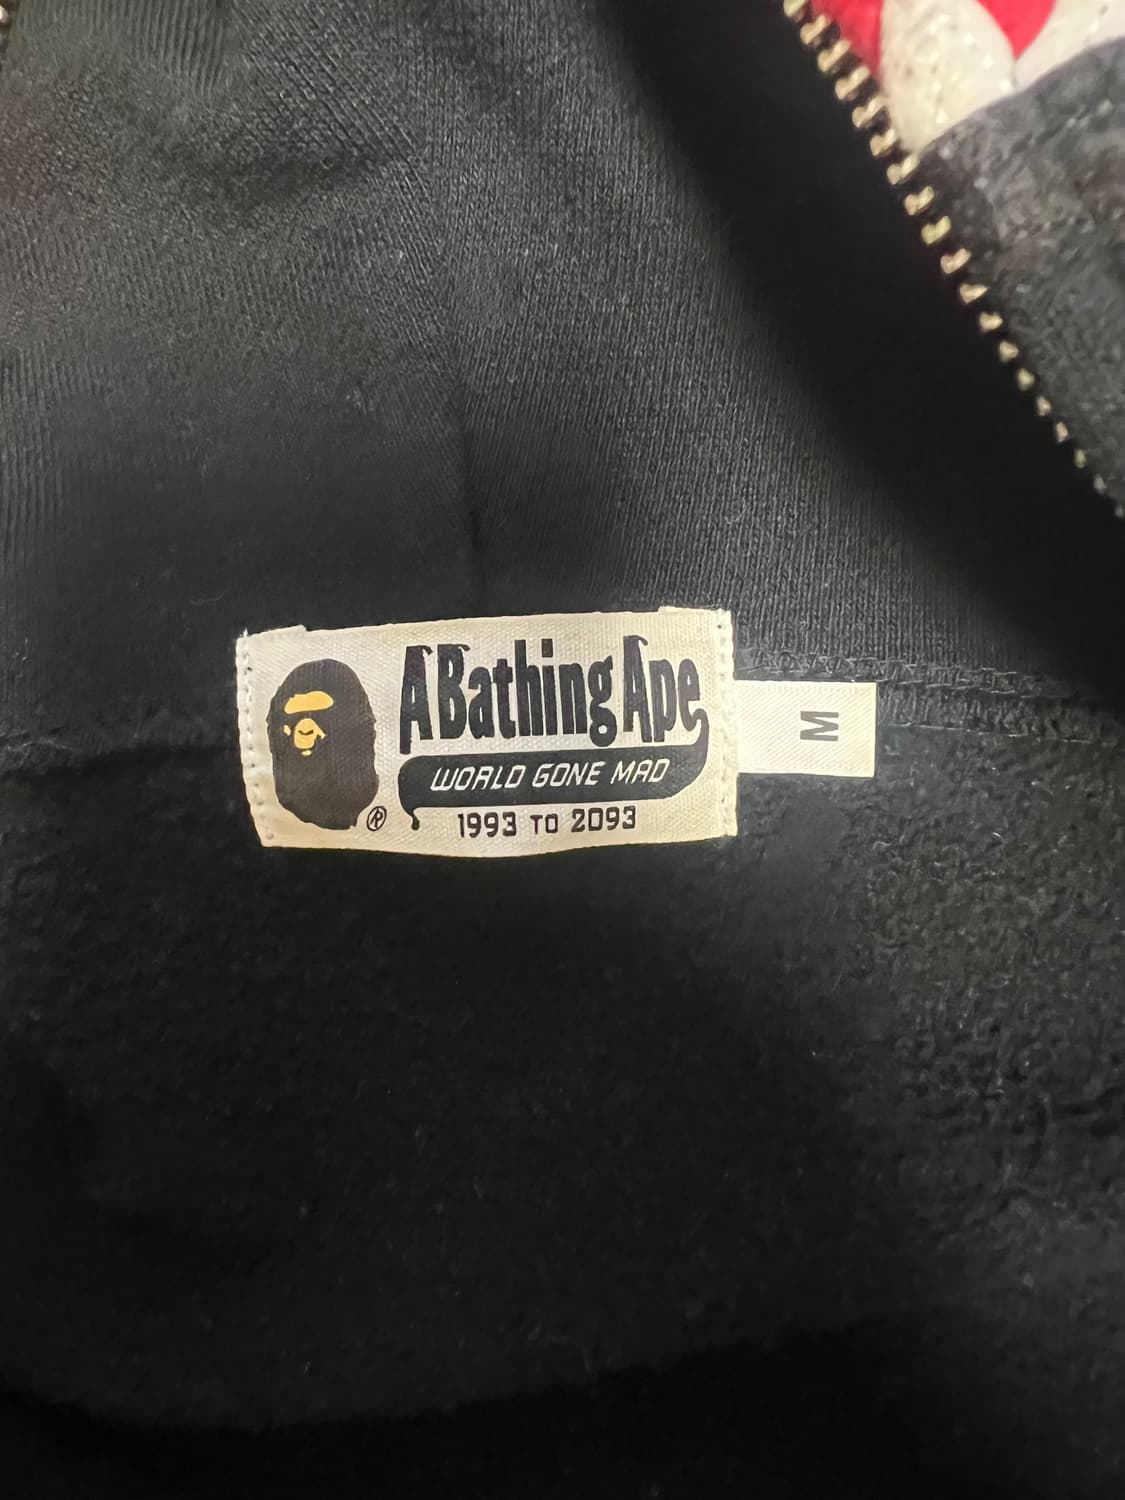 A Bathing Ape
WORLD GONE MAD
®
1993 TO 2093
M